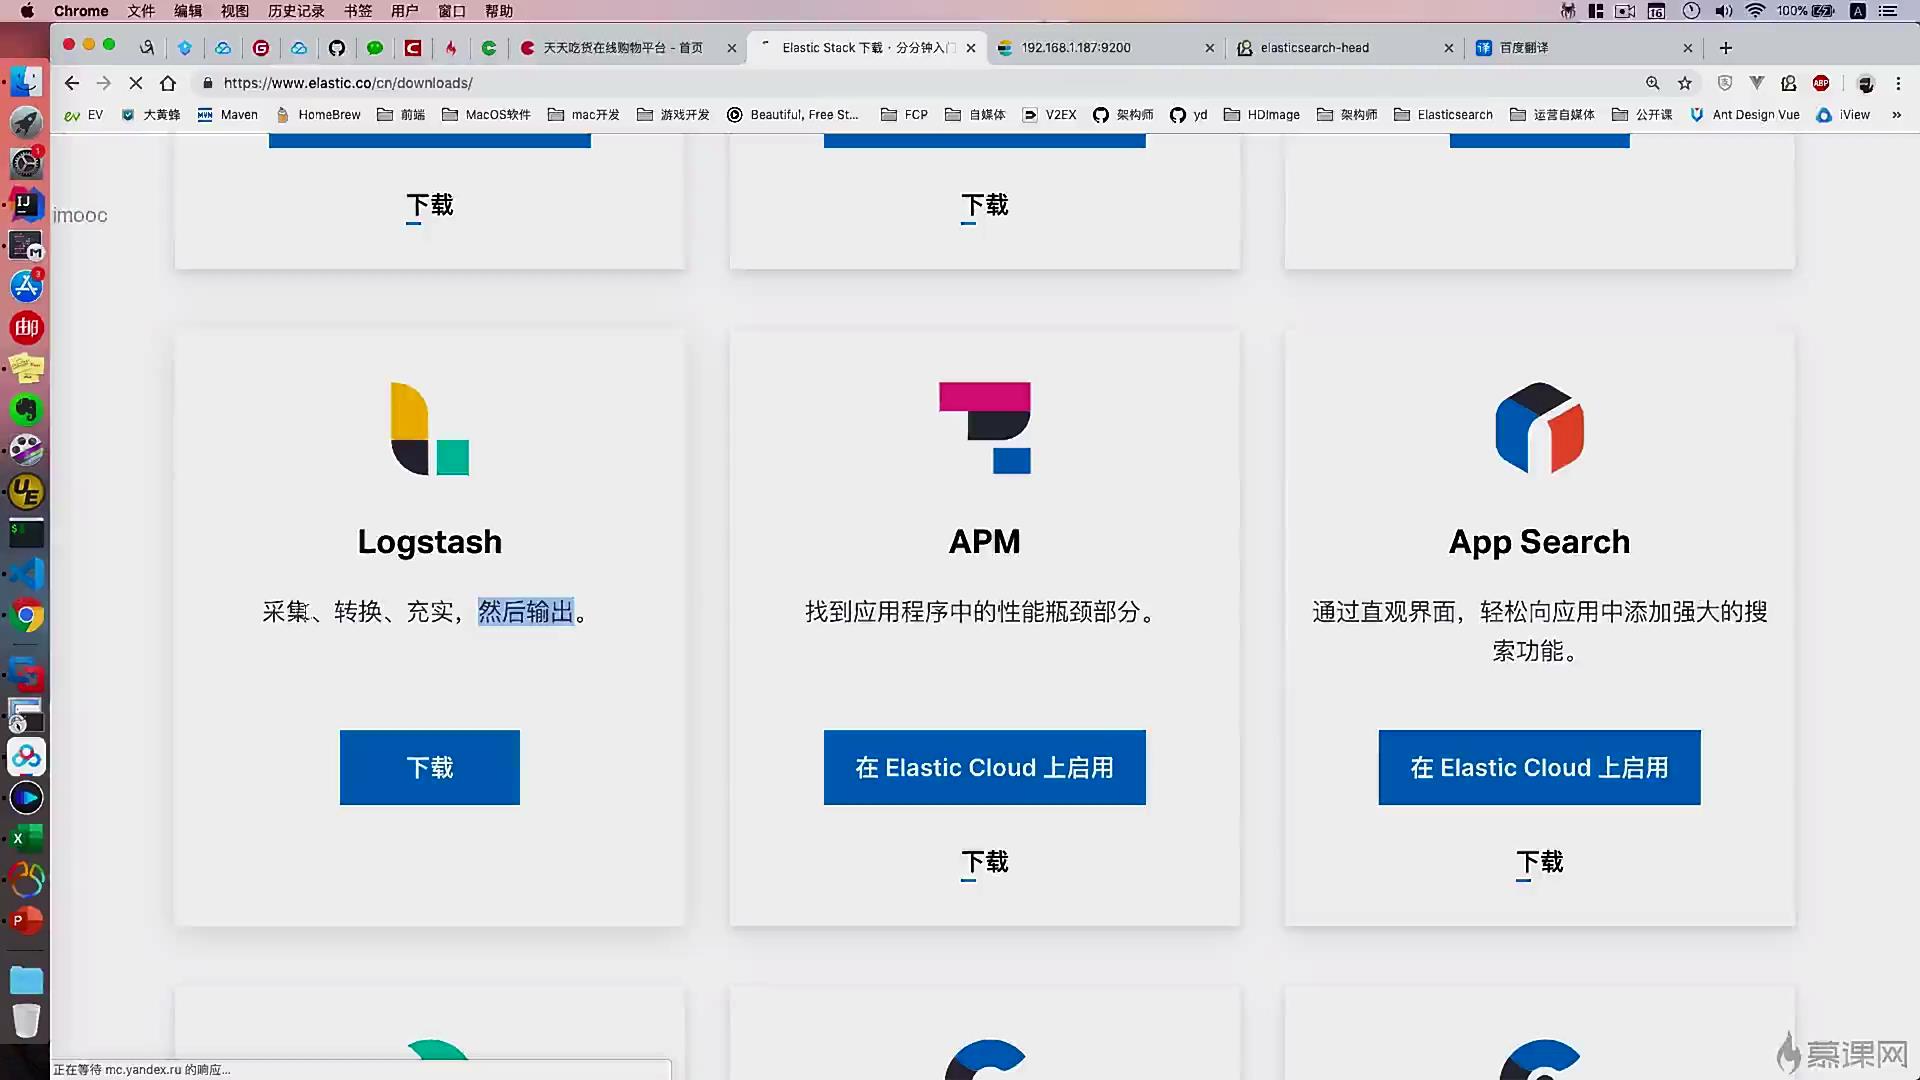 Chrome 文件 编辑 视图 历史记录 书签 用户 窗口 帮助
16 100% A
天天吃货在线购物平台 - 首页
Elastic Stack 下载 · 分分钟入门
192.168.1.187:9200
elasticsearch-head
译 百度翻译
https://www.elastic.co/cn/downloads/
ABP
EV 大黄蜂 Maven HomeBrew 前端 MacOS软件 mac开发 游戏开发 Beautiful, Free St... FCP 自媒体 V2EX 架构师 yd HDImage 架构师 Elasticsearch 运营自媒体 公开课 Ant Design Vue iView »
下载
下载
imooc
Logstash
采集、转换、充实，然后输出。
下载
APM
找到应用程序中的性能瓶颈部分。
在 Elastic Cloud 上启用
下载
App Search
通过直观界面，轻松向应用中添加强大的搜
索功能。
在 Elastic Cloud 上启用
下载
正在等待 mc.yandex.ru 的响应...
慕课网